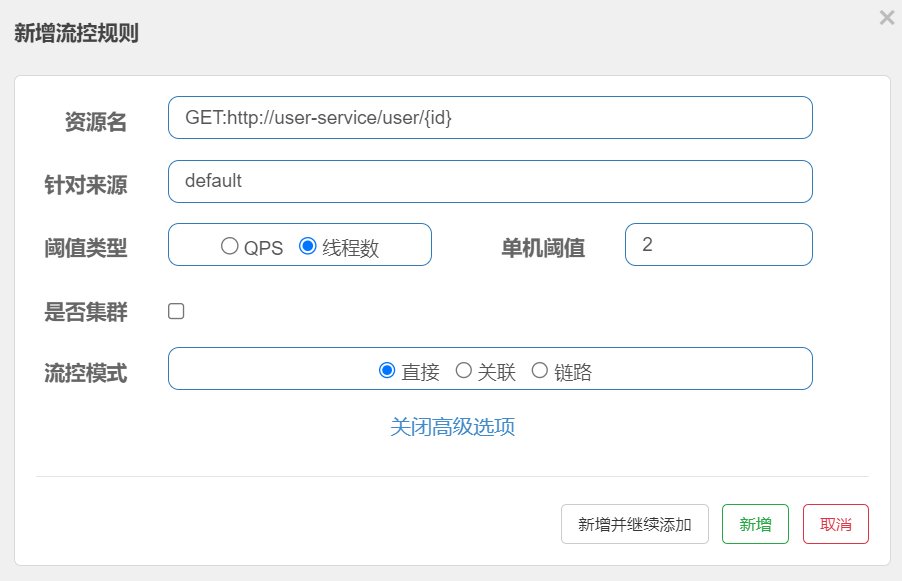 新增流控规则
资源名 GET:http://user-service/user/{id}
针对来源 default
阈值类型 QPS 线程数 单机阈值 2
是否集群
流控模式 直接 关联 链路
关闭高级选项
新增并继续添加 新增 取消